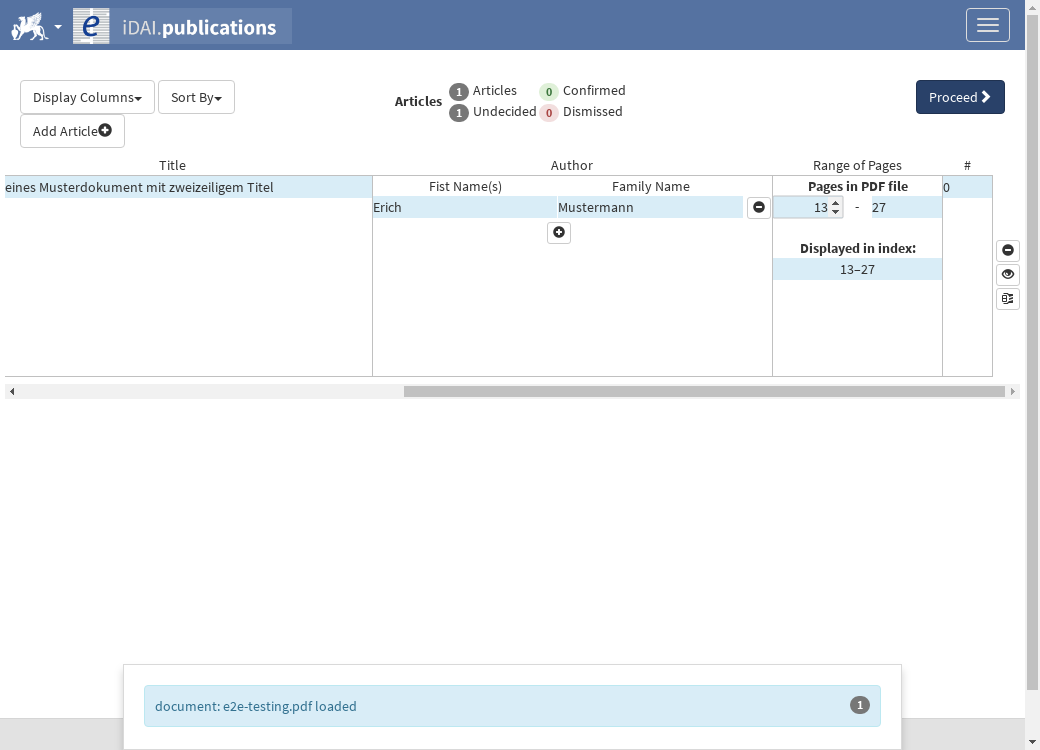 iDAI.publications
Display Columns Sort By
Add Article
Articles 1 Articles 0 Confirmed
1 Undecided 0 Dismissed
Proceed
Title Author Range of Pages #
eines Musterdokument mit zweizeiligem Titel Fist Name(s) Family Name Pages in PDF file 0
Erich Mustermann 13 - 27
Displayed in index:
13–27
document: e2e-testing.pdf loaded 1